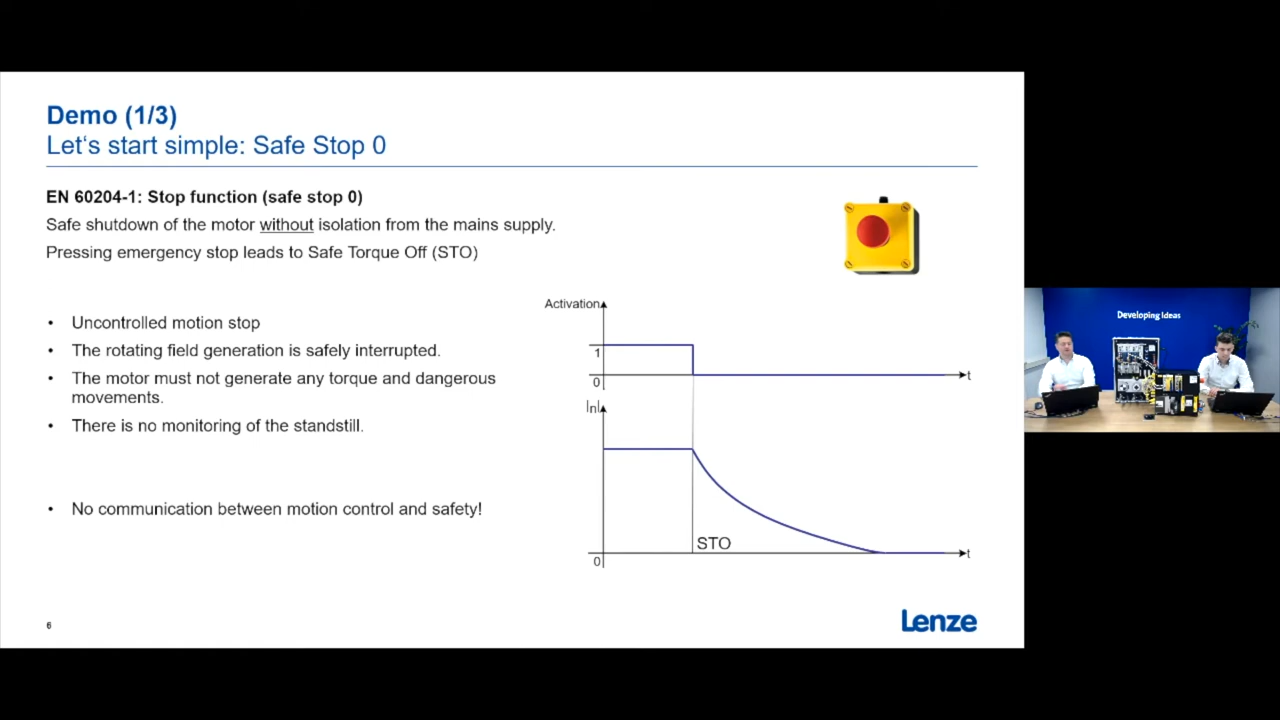 Demo (1/3)
Let‘s start simple: Safe Stop 0
EN 60204-1: Stop function (safe stop 0)
Safe shutdown of the motor without isolation from the mains supply.
Pressing emergency stop leads to Safe Torque Off (STO)
• Uncontrolled motion stop
• The rotating field generation is safely interrupted.
• The motor must not generate any torque and dangerous
movements.
• There is no monitoring of the standstill.
• No communication between motion control and safety!
Activation
1
0
t
|n|
STO
0
t
6
Lenze
Developing Ideas